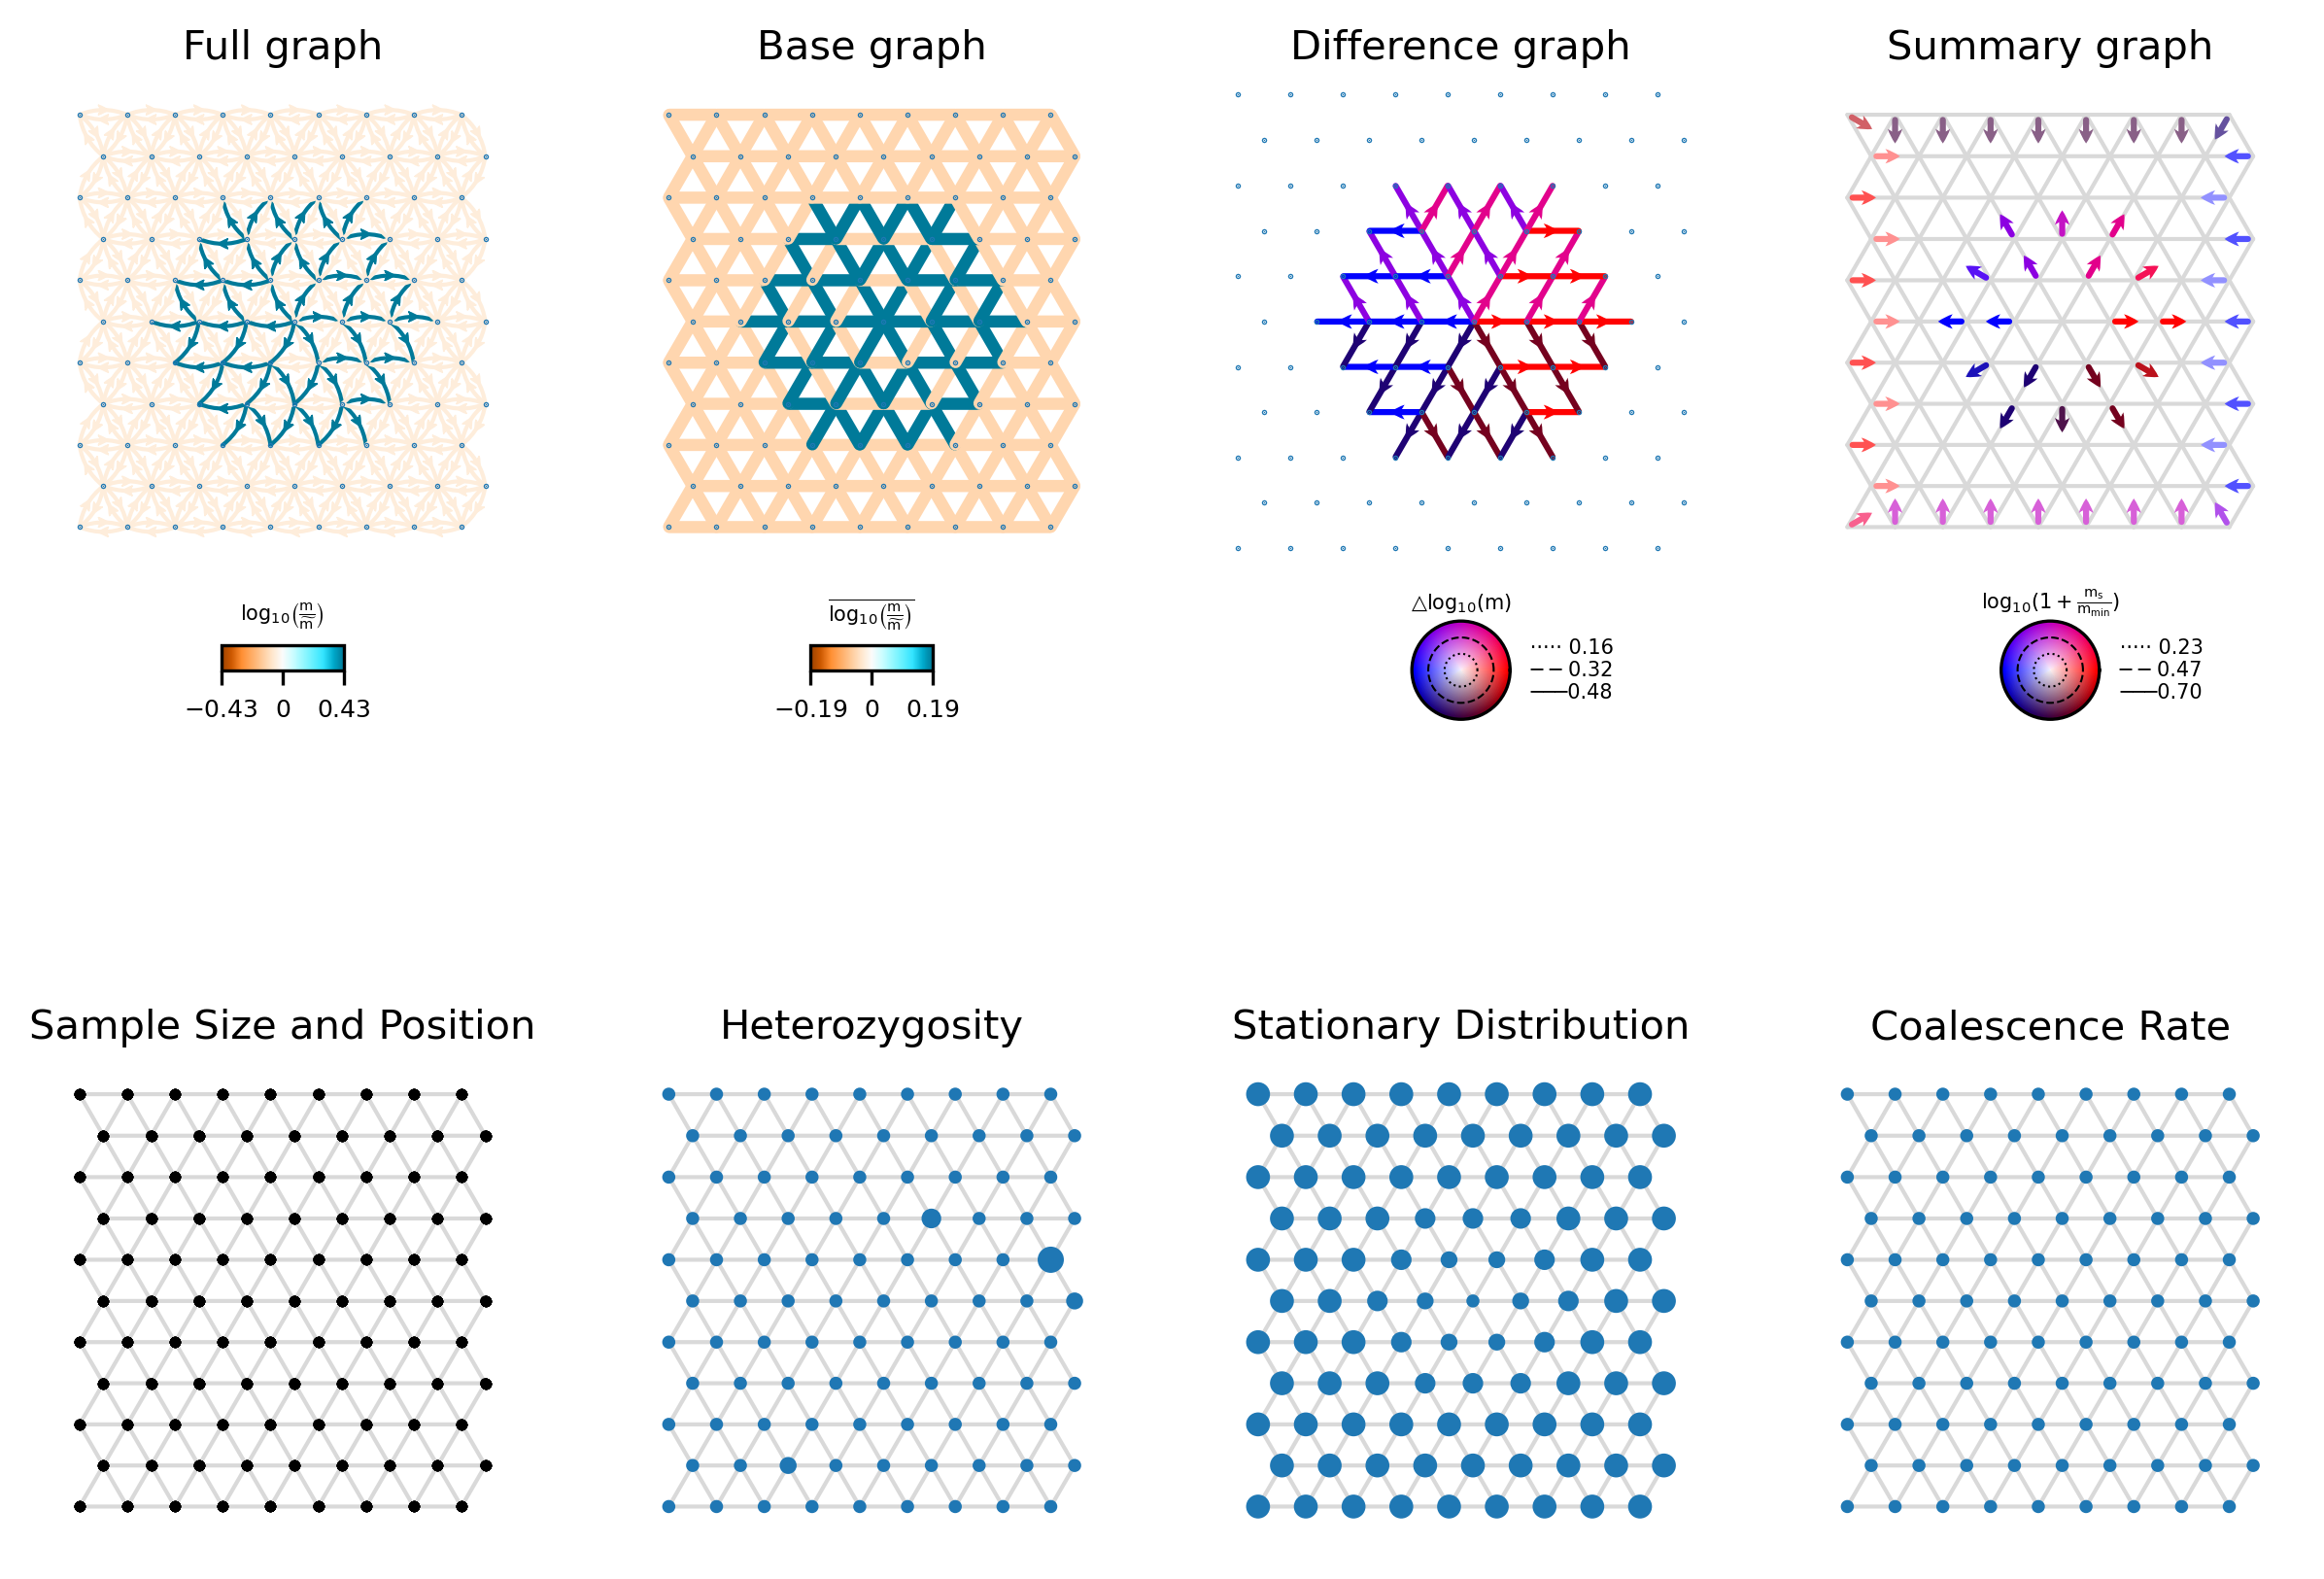 Full graph
Base graph
Difference graph
Summary graph
log₁₀(m/m̃)
−0.43 0 0.43
log₁₀(m/m̃)
−0.19 0 0.19
△log₁₀(m)
0.16
0.32
0.48
log₁₀(1 + mₛ/m_min)
0.23
0.47
0.70
Sample Size and Position
Heterozygosity
Stationary Distribution
Coalescence Rate